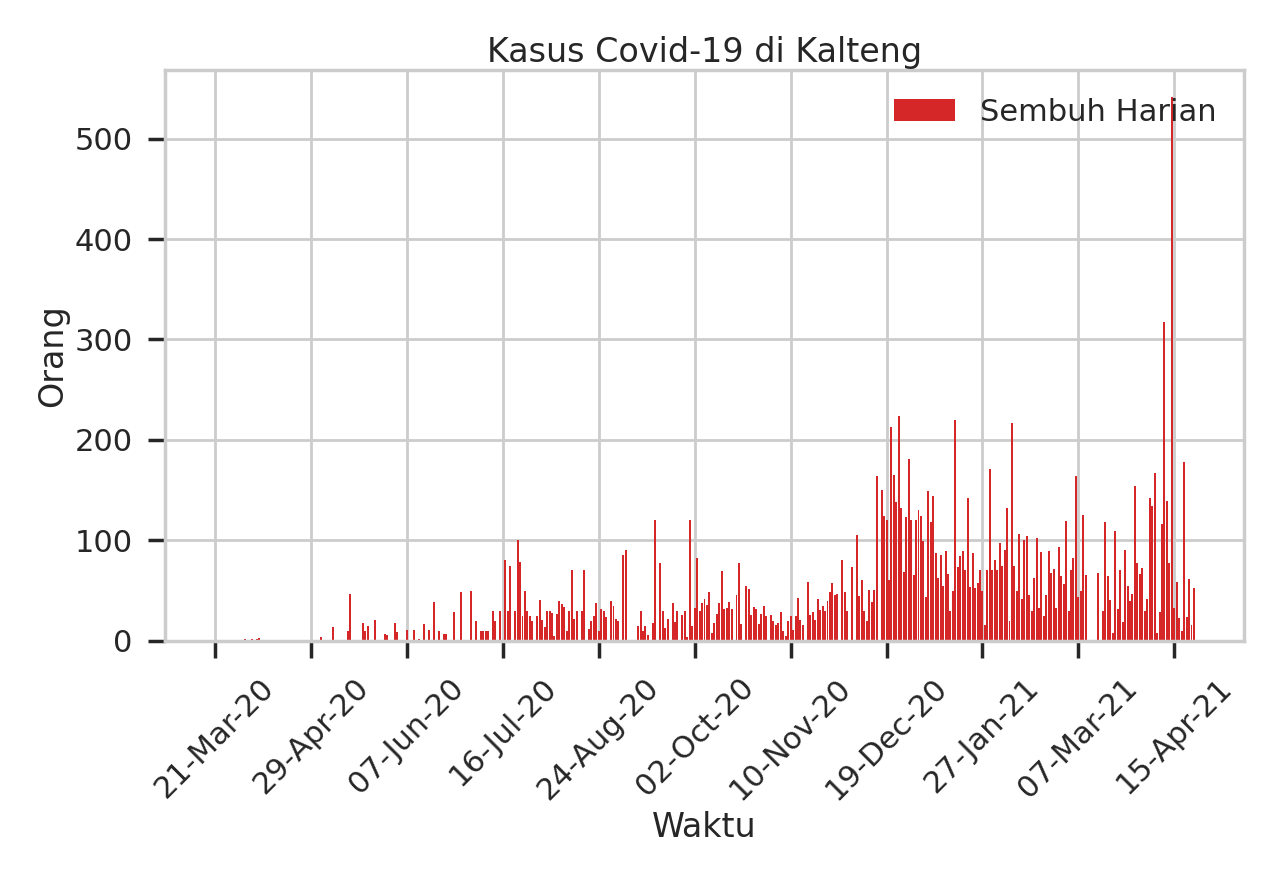 Kasus Covid-19 di Kalteng
Sembuh Harian
Orang
500
400
300
200
100
0
21-Mar-20
29-Apr-20
07-Jun-20
16-Jul-20
24-Aug-20
02-Oct-20
10-Nov-20
19-Dec-20
27-Jan-21
07-Mar-21
15-Apr-21
Waktu